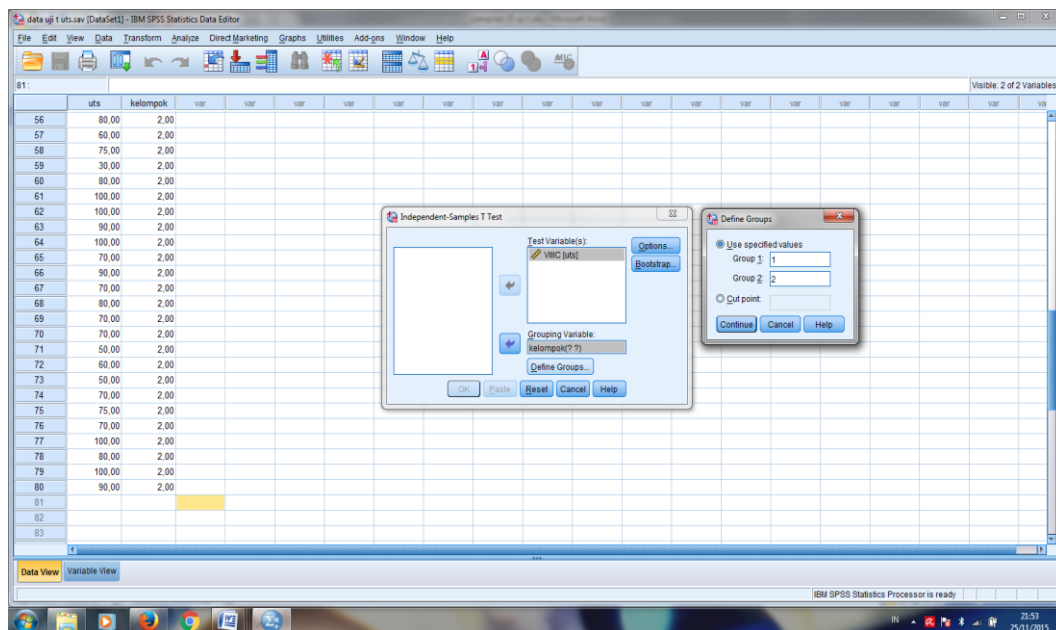 data uji t uts.sav [DataSet1] - IBM SPSS Statistics Data Editor
File Edit View Data Transform Analyze Direct Marketing Graphs Utilities Add-ons Window Help
81 :
Visible: 2 of 2 Variables
uts kelompok var var var var var var var var var var var var var var var var var va
56 80,00 2,00
57 60,00 2,00
58 75,00 2,00
59 30,00 2,00
60 80,00 2,00
61 100,00 2,00
62 100,00 2,00
63 90,00 2,00
64 100,00 2,00
65 70,00 2,00
66 90,00 2,00
67 70,00 2,00
68 80,00 2,00
69 70,00 2,00
70 70,00 2,00
71 50,00 2,00
72 60,00 2,00
73 50,00 2,00
74 70,00 2,00
75 75,00 2,00
76 70,00 2,00
77 100,00 2,00
78 80,00 2,00
79 100,00 2,00
80 90,00 2,00
81
82
83
Independent-Samples T Test
Test Variable(s):
VIIIC [uts]
Options...
Bootstrap...
Grouping Variable:
kelompok(? ?)
Define Groups...
OK Paste Reset Cancel Help
Define Groups
Use specified values
Group 1: 1
Group 2: 2
Cut point:
Continue Cancel Help
Data View Variable View
IBM SPSS Statistics Processor is ready
IN
21:53
25/11/2015